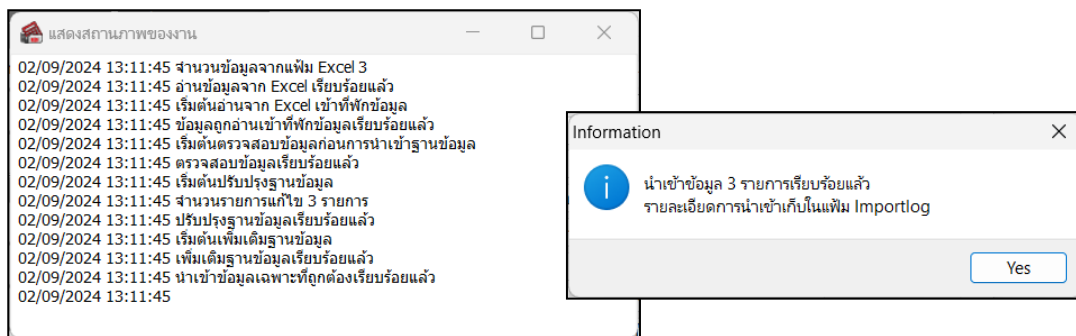 แสดงสถานภาพของงาน
02/09/2024 13:11:45 จำนวนข้อมูลจากแฟ้ม Excel 3
02/09/2024 13:11:45 อ่านข้อมูลจาก Excel เรียบร้อยแล้ว
02/09/2024 13:11:45 เริ่มต้นอ่านจาก Excel เข้าที่พักข้อมูล
02/09/2024 13:11:45 ข้อมูลถูกอ่านเข้าที่พักข้อมูลเรียบร้อยแล้ว
02/09/2024 13:11:45 เริ่มต้นตรวจสอบข้อมูลก่อนการนำเข้าฐานข้อมูล
02/09/2024 13:11:45 ตรวจสอบข้อมูลเรียบร้อยแล้ว
02/09/2024 13:11:45 เริ่มต้นปรับปรุงฐานข้อมูล
02/09/2024 13:11:45 จำนวนรายการแก้ไข 3 รายการ
02/09/2024 13:11:45 ปรับปรุงฐานข้อมูลเรียบร้อยแล้ว
02/09/2024 13:11:45 เริ่มต้นเพิ่มเติมฐานข้อมูล
02/09/2024 13:11:45 เพิ่มเติมฐานข้อมูลเรียบร้อยแล้ว
02/09/2024 13:11:45 นำเข้าข้อมูลเฉพาะที่ถูกต้องเรียบร้อยแล้ว
02/09/2024 13:11:45
Information
นำเข้าข้อมูล 3 รายการเรียบร้อยแล้ว
รายละเอียดการนำเข้าเก็บในแฟ้ม Importlog
Yes